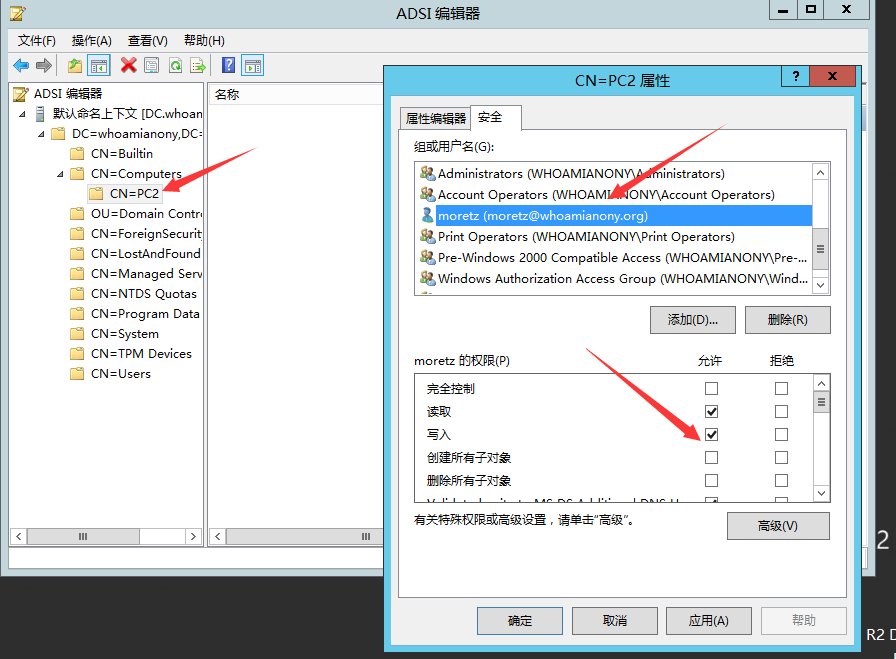 ADSI 编辑器
文件(F) 操作(A) 查看(V) 帮助(H)
ADSI 编辑器
默认命名上下文 [DC.whoam
DC=whoamianony,DC=
CN=Builtin
CN=Computers
CN=PC2
OU=Domain Contro
CN=ForeignSecurity
CN=LostAndFound
CN=Managed Serv
CN=NTDS Quotas
CN=Program Data
CN=System
CN=TPM Devices
CN=Users
名称
CN=PC2 属性
属性编辑器 安全
组或用户名(G):
Administrators (WHOAMIANONY\Administrators)
Account Operators (WHOAMIANONY\Account Operators)
moretz (moretz@whoamianony.org)
Print Operators (WHOAMIANONY\Print Operators)
Pre-Windows 2000 Compatible Access (WHOAMIANONY\Pre-...
Windows Authorization Access Group (WHOAMIANONY\Wind...
添加(D)... 删除(R)
moretz 的权限(P) 允许 拒绝
完全控制
读取
写入
创建所有子对象
删除所有子对象
有关特殊权限或高级设置，请单击“高级”。
高级(V)
确定 取消 应用(A) 帮助
2
R2 D